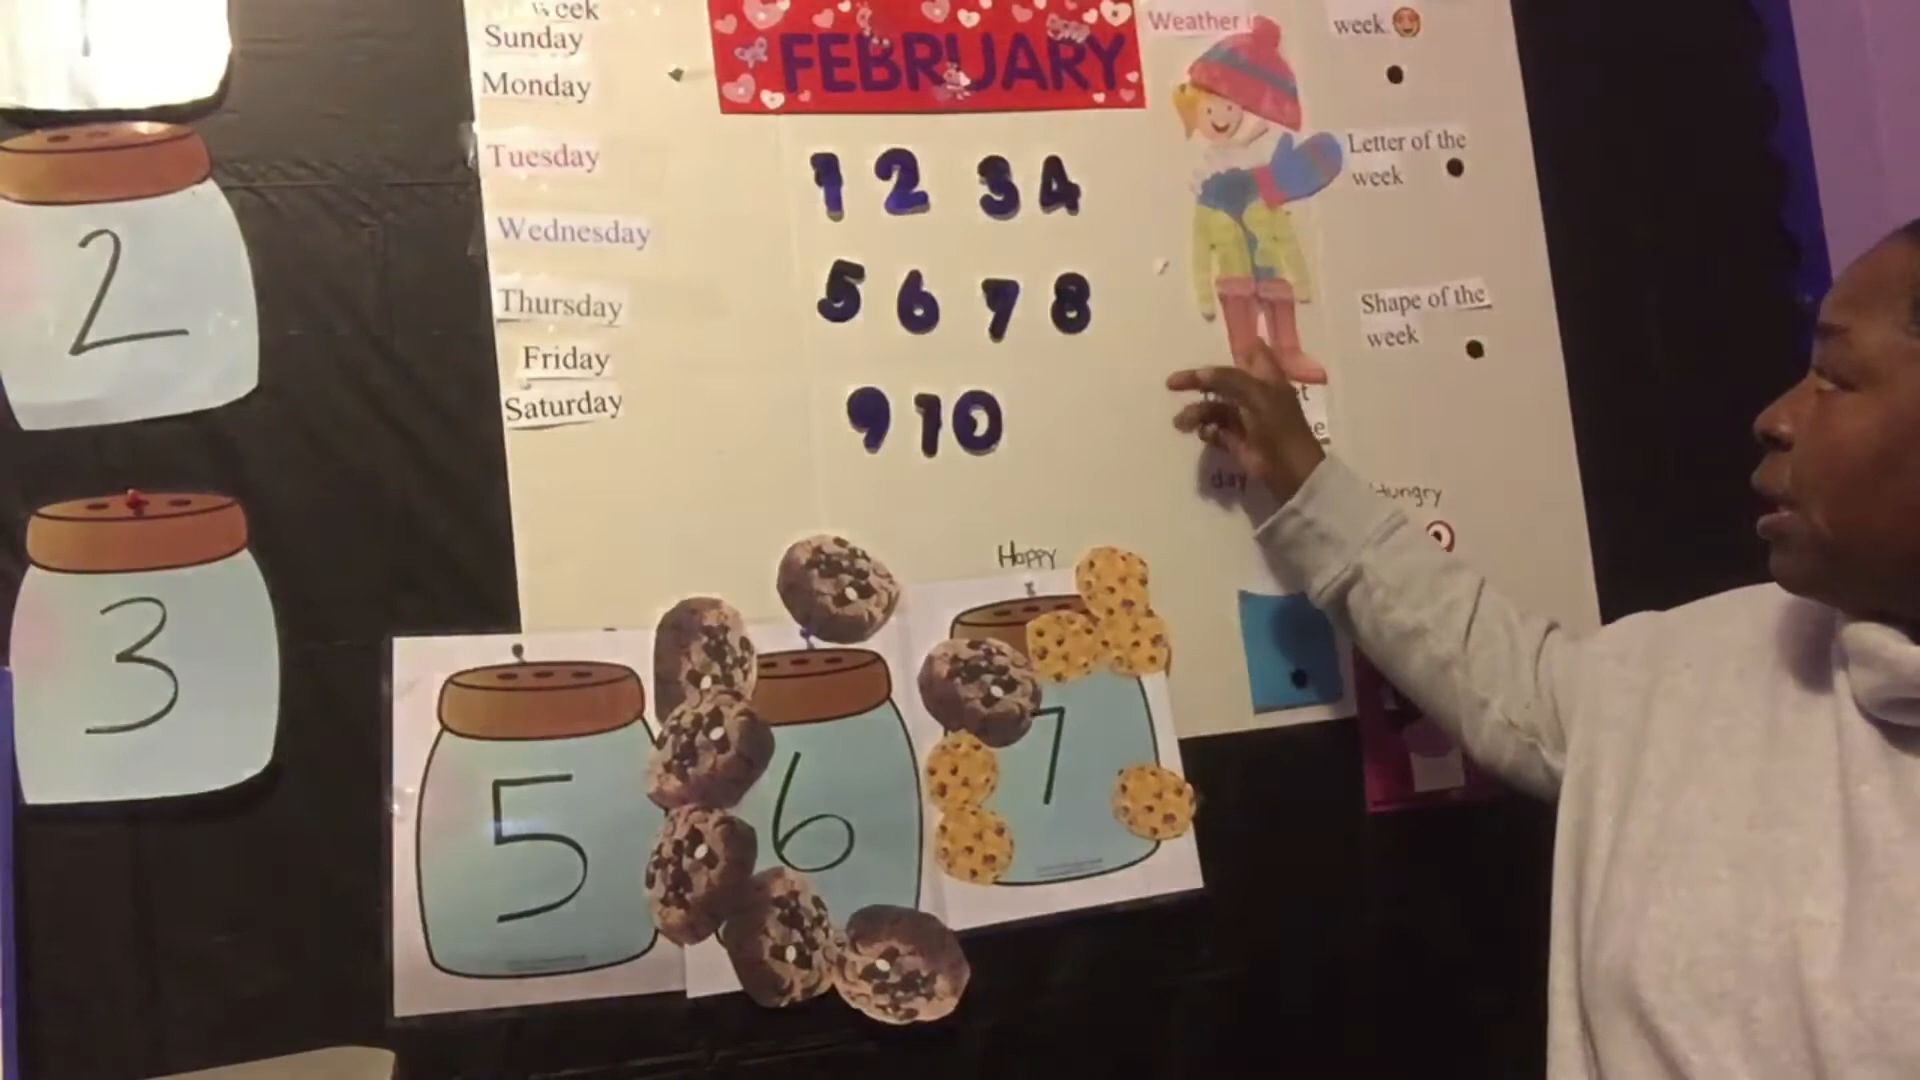 week
Sunday
Monday
Tuesday
Wednesday
Thursday
Friday
Saturday
FEBRUARY
1 2 3 4
5 6 7 8
9 10
Weather
day
week
Letter of the
week
Shape of the
week
Hungry
Happy
2
3
5
6
7